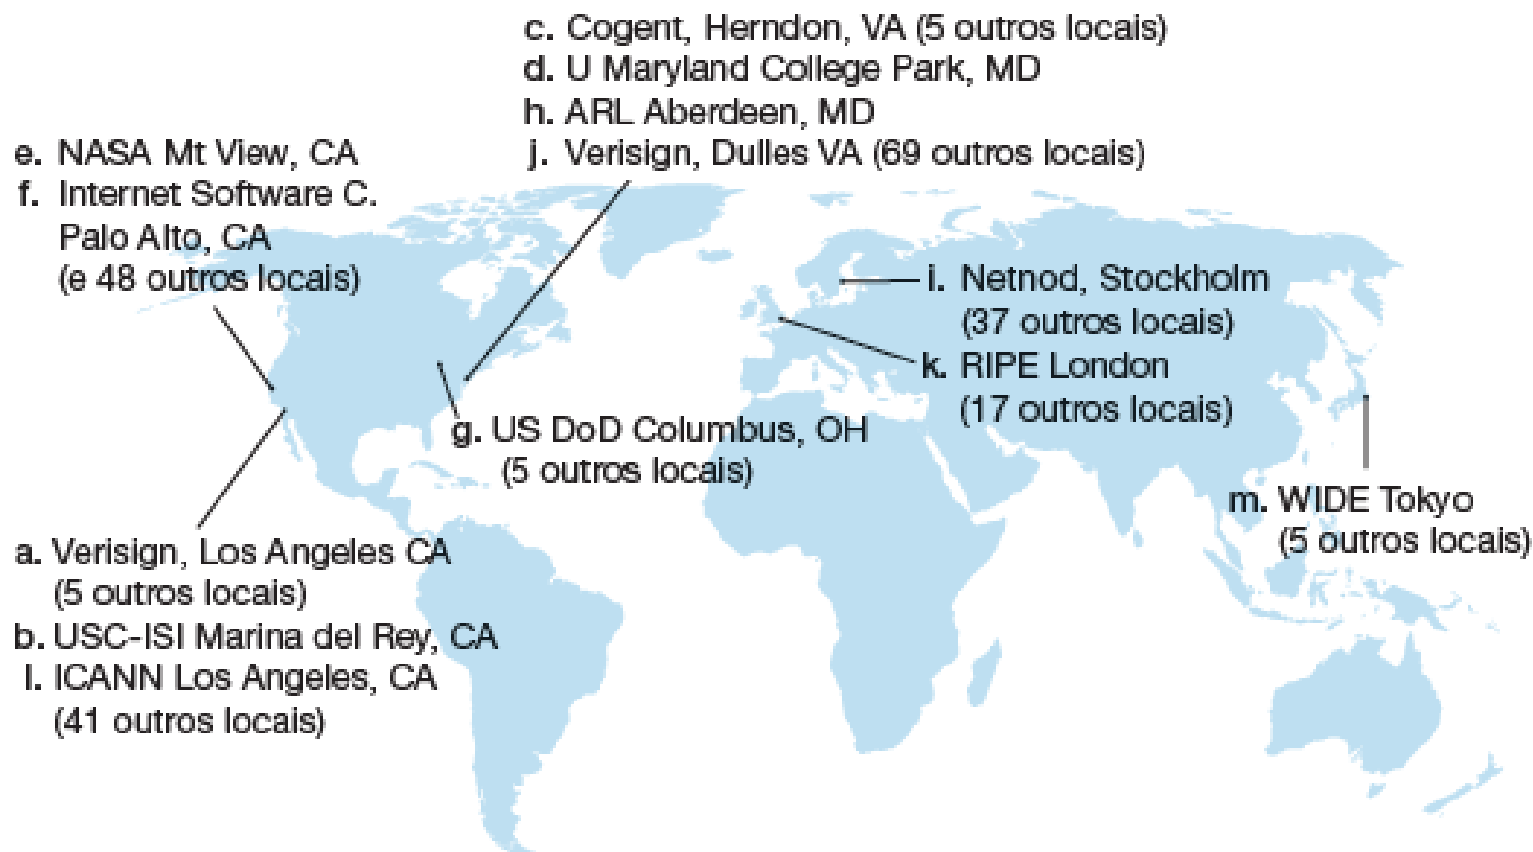 c. Cogent, Herndon, VA (5 outros locais)
d. U Maryland College Park, MD
h. ARL Aberdeen, MD
j. Verisign, Dulles VA (69 outros locais)
e. NASA Mt View, CA
f. Internet Software C.
Palo Alto, CA
(e 48 outros locais)
i. Netnod, Stockholm
(37 outros locais)
k. RIPE London
(17 outros locais)
g. US DoD Columbus, OH
(5 outros locais)
m. WIDE Tokyo
(5 outros locais)
a. Verisign, Los Angeles CA
(5 outros locais)
b. USC-ISI Marina del Rey, CA
l. ICANN Los Angeles, CA
(41 outros locais)